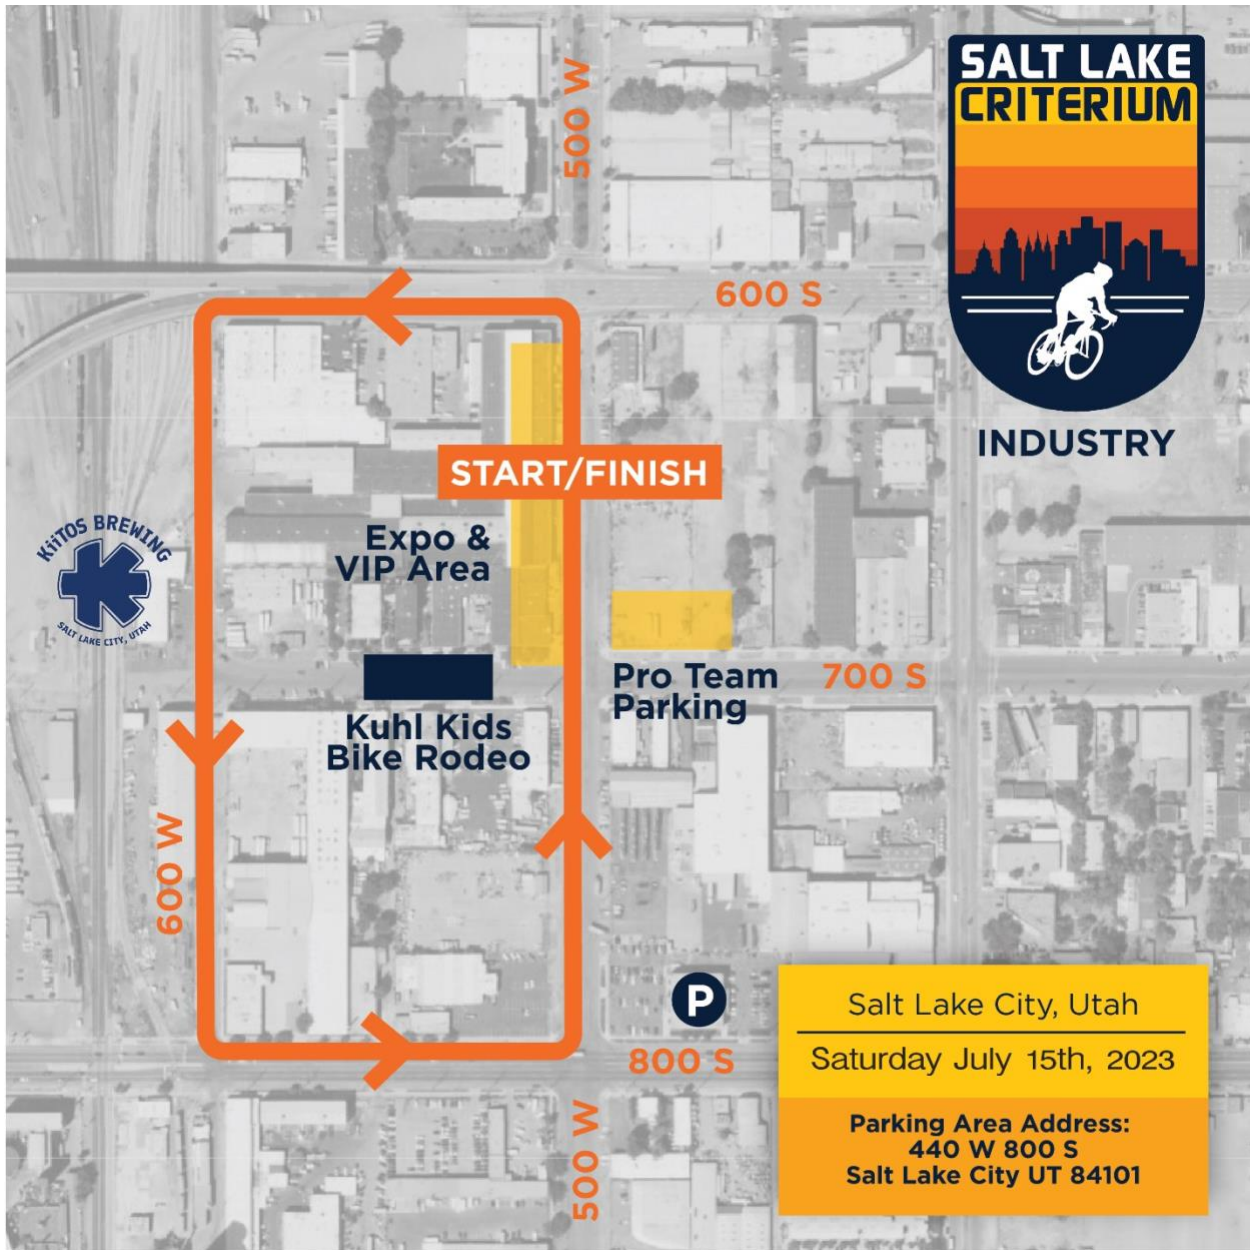 500 W
SALT LAKE
CRITERIUM
600 S
INDUSTRY
START/FINISH
KiiTOS BREWING
K
SALT LAKE CITY, UTAH
Expo &
VIP Area
Pro Team
Parking
700 S
Kuhl Kids
Bike Rodeo
600 W
P
800 S
500 W
Salt Lake City, Utah
Saturday July 15th, 2023
Parking Area Address:
440 W 800 S
Salt Lake City UT 84101